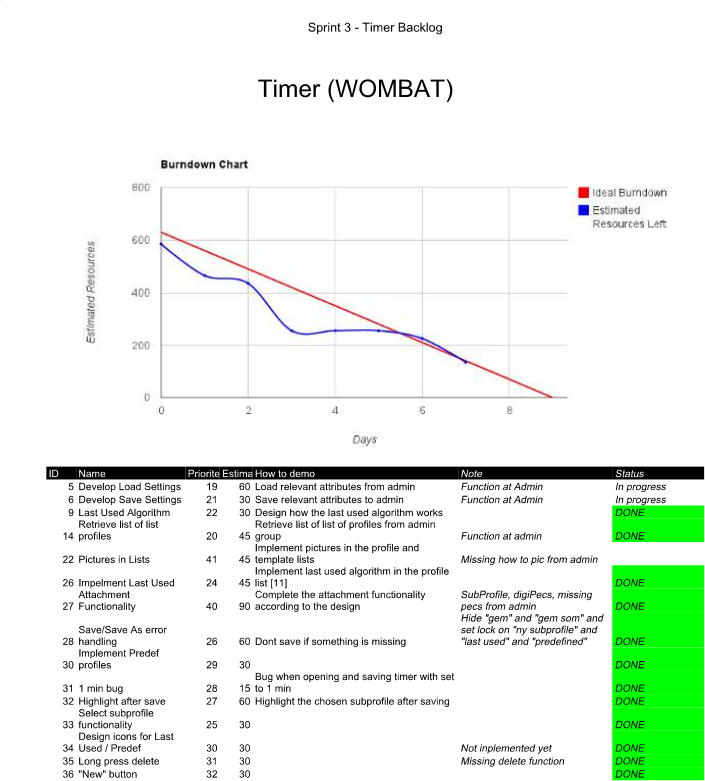 Sprint 3 - Timer Backlog
Timer (WOMBAT)
Burndown Chart
800
600
400
200
0
0
2
4
6
8
Estimated Resources
Days
Ideal Burndown
Estimated
Resources Left
ID Name Priorite Estima How to demo Note Status
5 Develop Load Settings 19 60 Load relevant attributes from admin Function at Admin In progress
6 Develop Save Settings 21 30 Save relevant attributes to admin Function at Admin In progress
9 Last Used Algorithm 22 30 Design how the last used algorithm works DONE
Retrieve list of list Retrieve list of list of profiles from admin
14 profiles 20 45 group Function at admin DONE
Implement pictures in the profile and
22 Pictures in Lists 41 45 template lists Missing how to pic from admin
Implement last used algorithm in the profile
26 Impelment Last Used 24 45 list [11] DONE
Attachment Complete the attachment functionality SubProfile, digiPecs, missing
27 Functionality 40 90 according to the design pecs from admin DONE
Hide "gem" and "gem som" and
Save/Save As error set lock on "ny subprofile" and
28 handling 26 60 Dont save if something is missing "last used" and "predefined" DONE
Implement Predef
30 profiles 29 30 DONE
Bug when opening and saving timer with set
31 1 min bug 28 15 to 1 min DONE
32 Highlight after save 27 60 Highlight the chosen subprofile after saving DONE
Select subprofile
33 functionality 25 30 DONE
Design icons for Last
34 Used / Predef 30 30 Not inplemented yet DONE
35 Long press delete 31 30 Missing delete function DONE
36 "New" button 32 30 DONE